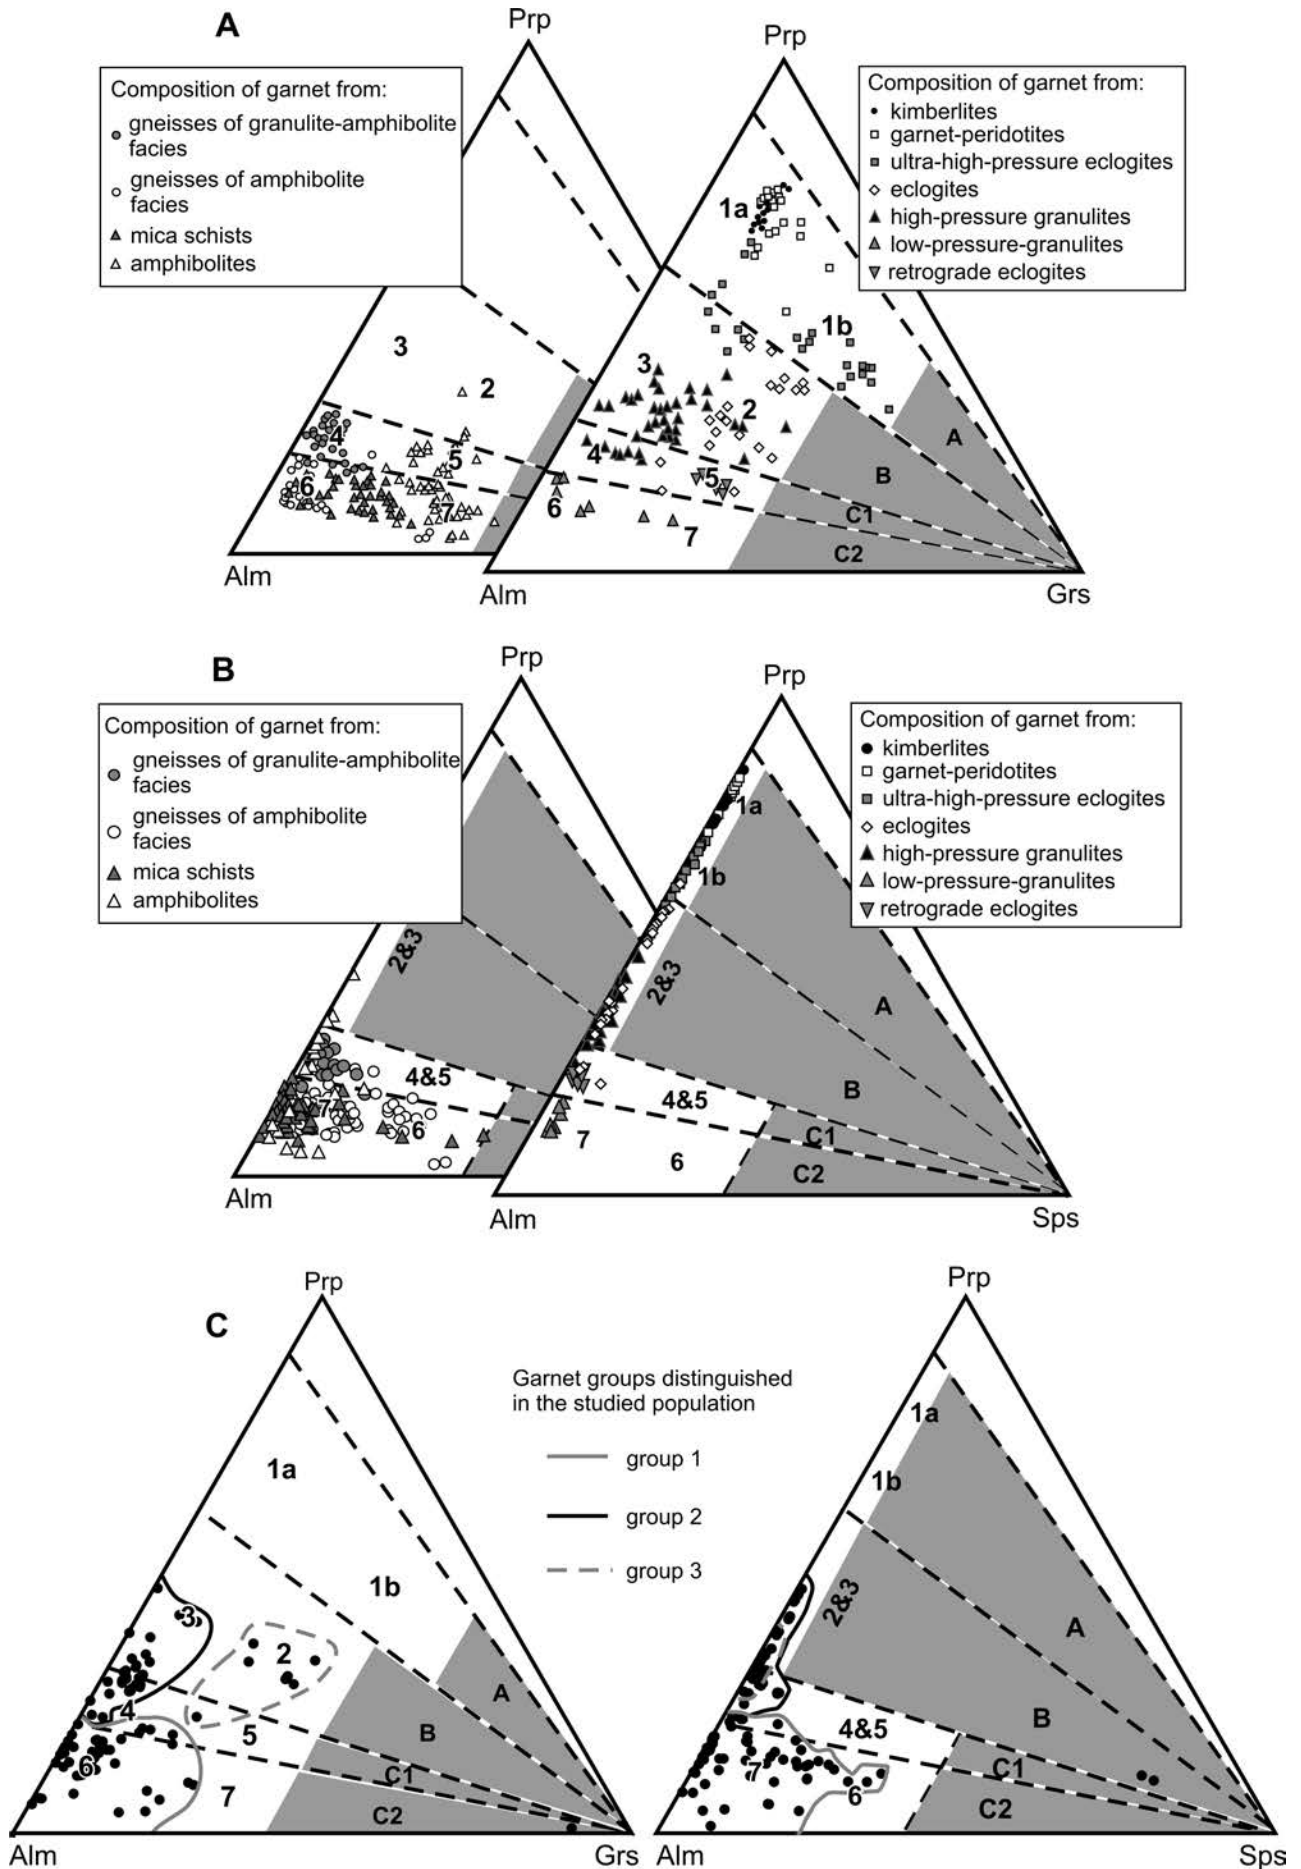 A
Prp
Prp
Composition of garnet from:
gneisses of granulite-amphibolite
facies
gneisses of amphibolite
facies
mica schists
amphibolites
Composition of garnet from:
kimberlites
garnet-peridotites
ultra-high-pressure eclogites
eclogites
high-pressure granulites
low-pressure-granulites
retrograde eclogites
3
2
4
5
6
7
1a
1b
3
2
4
5
6
7
A
B
C1
C2
Alm
Alm
Grs
B
Prp
Prp
Composition of garnet from:
gneisses of granulite-amphibolite
facies
gneisses of amphibolite
facies
mica schists
amphibolites
Composition of garnet from:
kimberlites
garnet-peridotites
ultra-high-pressure eclogites
eclogites
high-pressure granulites
low-pressure-granulites
retrograde eclogites
2&3
4&5
7
6
1a
1b
2&3
4&5
7
6
A
B
C1
C2
Alm
Alm
Sps
C
Prp
Prp
Garnet groups distinguished
in the studied population
group 1
group 2
group 3
1a
1b
3
2
4
5
6
7
A
B
C1
C2
Alm
Grs
1a
1b
2&3
4&5
7
6
A
B
C1
C2
Alm
Sps